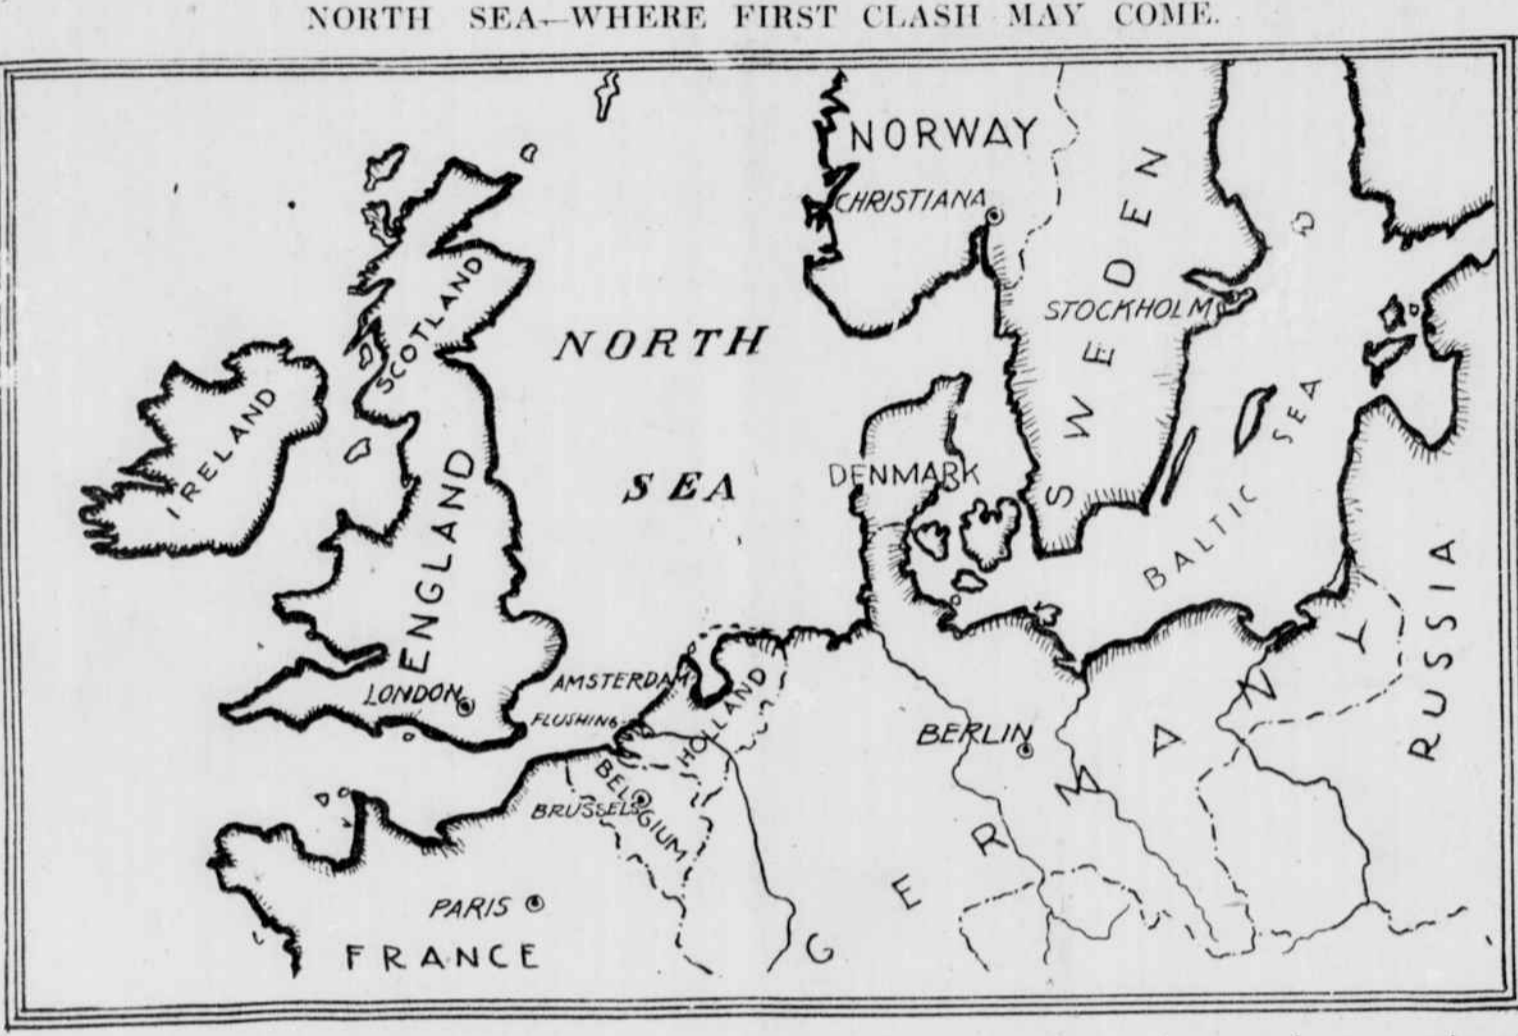 NORTH SEA—WHERE FIRST CLASH MAY COME.
NORWAY
CHRISTIANA
SWEDEN
STOCKHOLM
SCOTLAND
NORTH
SEA
IRELAND
ENGLAND
DENMARK
BALTIC SEA
RUSSIA
LONDON
AMSTERDAM
FLUSHING
HOLLAND
BERLIN
BELGIUM
BRUSSELS
GERMANY
PARIS
FRANCE